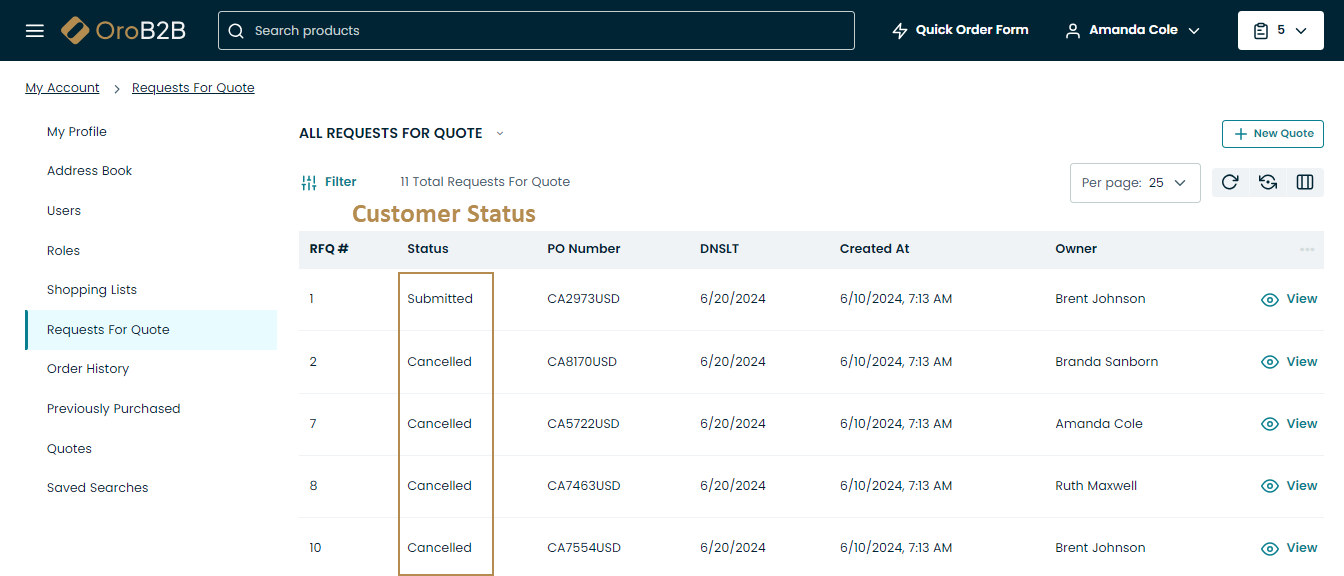 OroB2B
Search products
Quick Order Form
Amanda Cole
5
My Account > Requests For Quote
My Profile
Address Book
Users
Roles
Shopping Lists
Requests For Quote
Order History
Previously Purchased
Quotes
Saved Searches
ALL REQUESTS FOR QUOTE
New Quote
Filter
11 Total Requests For Quote
Per page: 25
Customer Status
RFQ # Status PO Number DNSLT Created At Owner
1 Submitted CA2973USD 6/20/2024 6/10/2024, 7:13 AM Brent Johnson View
2 Cancelled CA8170USD 6/20/2024 6/10/2024, 7:13 AM Branda Sanborn View
7 Cancelled CA5722USD 6/20/2024 6/10/2024, 7:13 AM Amanda Cole View
8 Cancelled CA7463USD 6/20/2024 6/10/2024, 7:13 AM Ruth Maxwell View
10 Cancelled CA7554USD 6/20/2024 6/10/2024, 7:13 AM Brent Johnson View